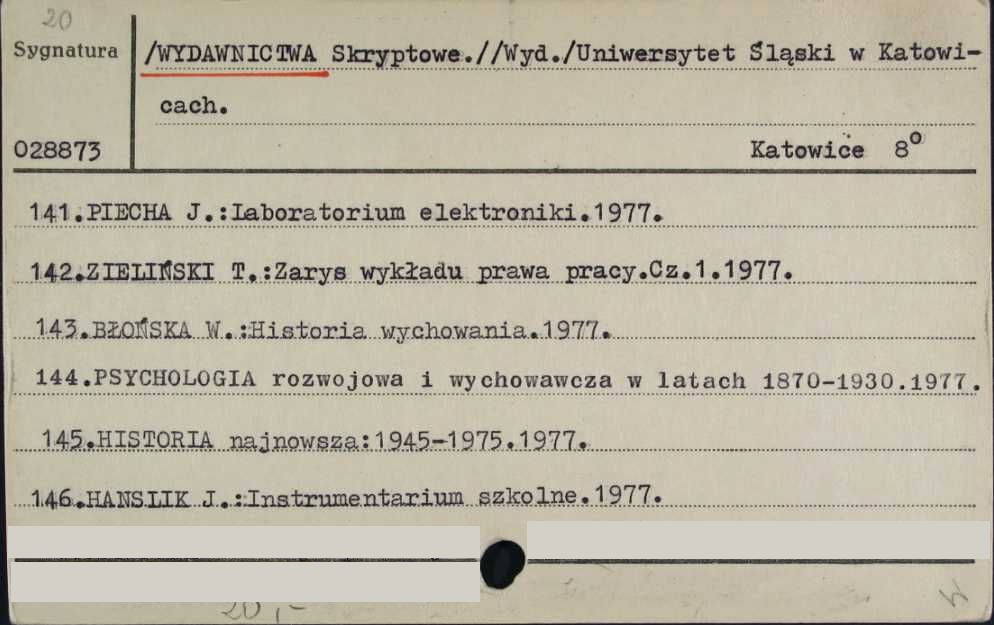 20
Sygnatura
/WYDAWNICTWA Skryptowe.//Wyd./Uniwersytet Śląski w Katowi-
cach.
028873
Katowice 8°
141.PIECHA J.:Laboratorium elektroniki.1977.
142.ZIELIŃSKI T.:Zarys wykładu prawa pracy.Cz.1.1977.
143.BŁOŃSKA W.:Historia wychowania.1977.
144.PSYCHOLOGIA rozwojowa i wychowawcza w latach 1870-1930.1977.
145.HISTORIA najnowsza:1945-1975.1977.
146.HANSLIK J.:Instrumentarium szkolne.1977.
20,-